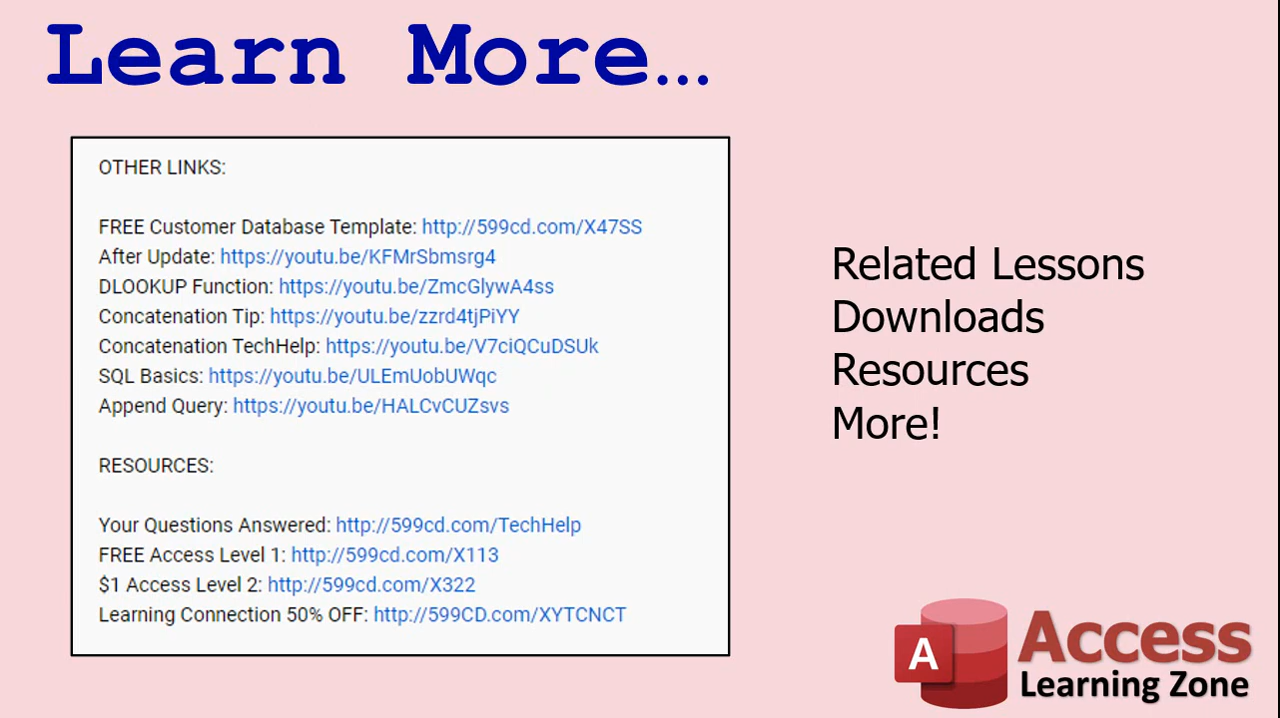 Learn More...
OTHER LINKS:
FREE Customer Database Template: http://599cd.com/X47SS
After Update: https://youtu.be/KFMrSbmsrg4
DLOOKUP Function: https://youtu.be/ZmcGlywA4ss
Concatenation Tip: https://youtu.be/zzrd4tjPiYY
Concatenation TechHelp: https://youtu.be/V7ciQCuDSUk
SQL Basics: https://youtu.be/ULEmUobUWqc
Append Query: https://youtu.be/HALCvCUZsvs
RESOURCES:
Your Questions Answered: http://599cd.com/TechHelp
FREE Access Level 1: http://599cd.com/X113
$1 Access Level 2: http://599cd.com/X322
Learning Connection 50% OFF: http://599CD.com/XYTCNCT
Related Lessons
Downloads
Resources
More!
A
Access
Learning Zone